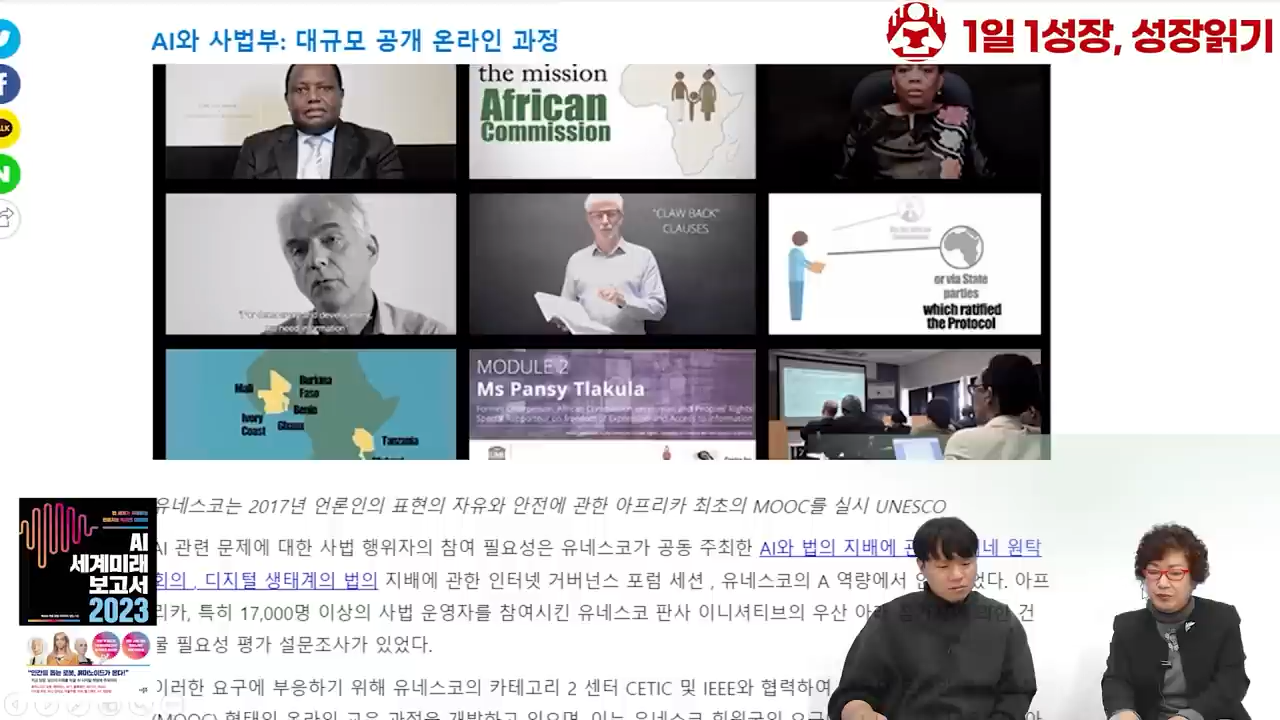 AI와 사법부: 대규모 공개 온라인 과정
1일 1성장, 성장읽기
the mission
African
Commission
"CLAW BACK"
CLAUSES
or via State
parties
which ratified
the Protocol
need information"
Mali
Burkina
Faso
Benin
Ivory
Coast
Ghana
Tanzania
MODULE 2
Ms Pansy Tlakula
유네스코는 2017년 언론인의 표현의 자유와 안전에 관한 아프리카 최초의 MOOC를 실시 UNESCO
AI 관련 문제에 대한 사법 행위자의 참여 필요성은 유네스코가 공동 주최한 AI와 법의 지배에 네 원탁
회의 , 디지털 생태계의 법의 지배에 관한 인터넷 거버넌스 포럼 세션 , 유네스코의 A 역량에서 었다. 아프
리카, 특히 17,000명 이상의 사법 운영자를 참여시킨 유네스코 판사 이니셔티브의 우산 아래 건
물 필요성 평가 설문조사가 있었다.
이러한 요구에 부응하기 위해 유네스코의 카테고리 2 센터 CETIC 및 IEEE와 협력하여
AI
세계미래
보고서
2023